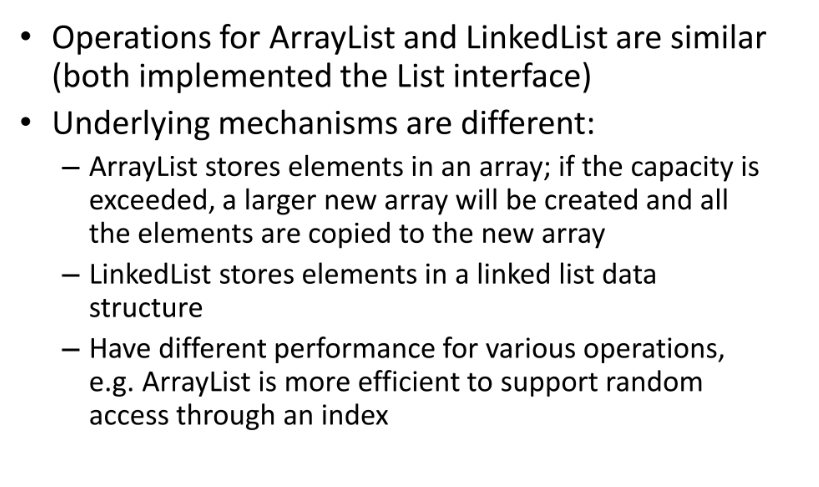 • Operations for ArrayList and LinkedList are similar
(both implemented the List interface)
• Underlying mechanisms are different:
– ArrayList stores elements in an array; if the capacity is
exceeded, a larger new array will be created and all
the elements are copied to the new array
– LinkedList stores elements in a linked list data
structure
– Have different performance for various operations,
e.g. ArrayList is more efficient to support random
access through an index